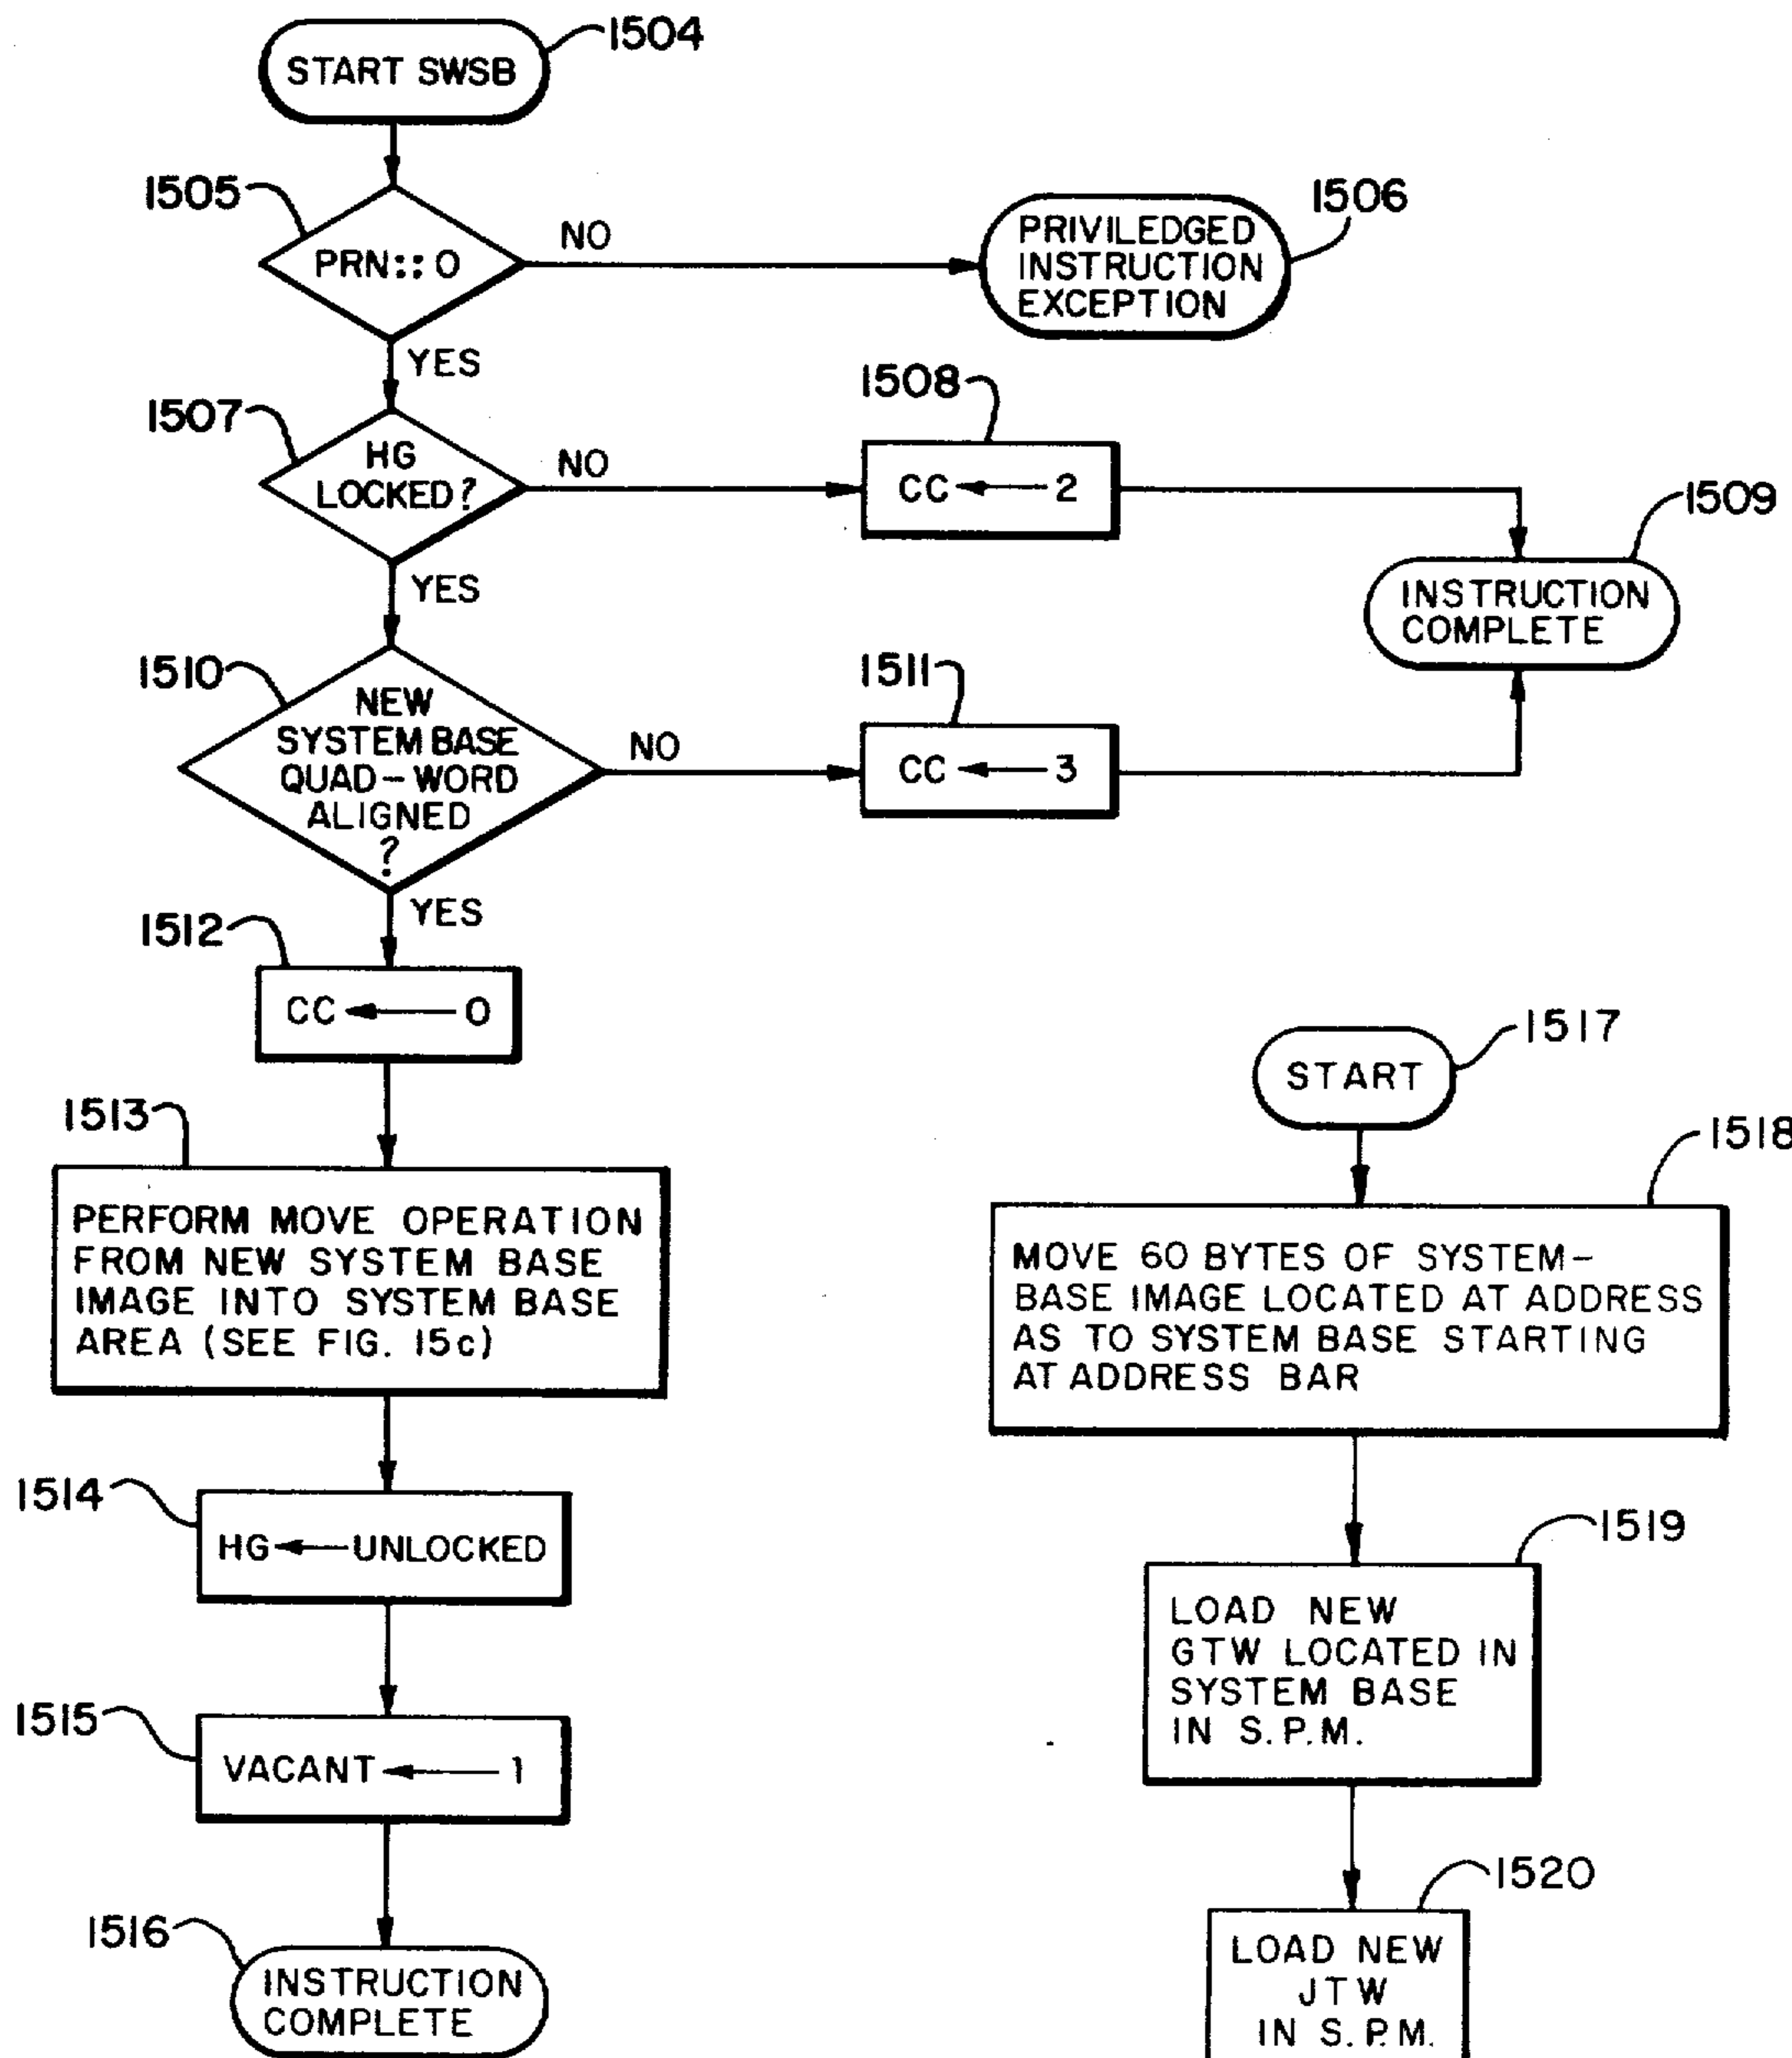 START SWSB
1504
1505
PRN:: 0
NO
PRIVILEDGED
INSTRUCTION
EXCEPTION
1506
YES
1507
HG
LOCKED?
NO
1508
CC ← 2
1509
INSTRUCTION
COMPLETE
YES
1510
NEW
SYSTEM BASE
QUAD-WORD
ALIGNED
?
NO
1511
CC ← 3
YES
1512
CC ← 0
1513
PERFORM MOVE OPERATION
FROM NEW SYSTEM BASE
IMAGE INTO SYSTEM BASE
AREA (SEE FIG. 15c)
1514
HG ← UNLOCKED
1515
VACANT ← 1
1516
INSTRUCTION
COMPLETE
1517
START
1518
MOVE 60 BYTES OF SYSTEM-
BASE IMAGE LOCATED AT ADDRESS
AS TO SYSTEM BASE STARTING
AT ADDRESS BAR
1519
LOAD NEW
GTW LOCATED IN
SYSTEM BASE
IN S.P.M.
1520
LOAD NEW
JTW
IN S.P.M.